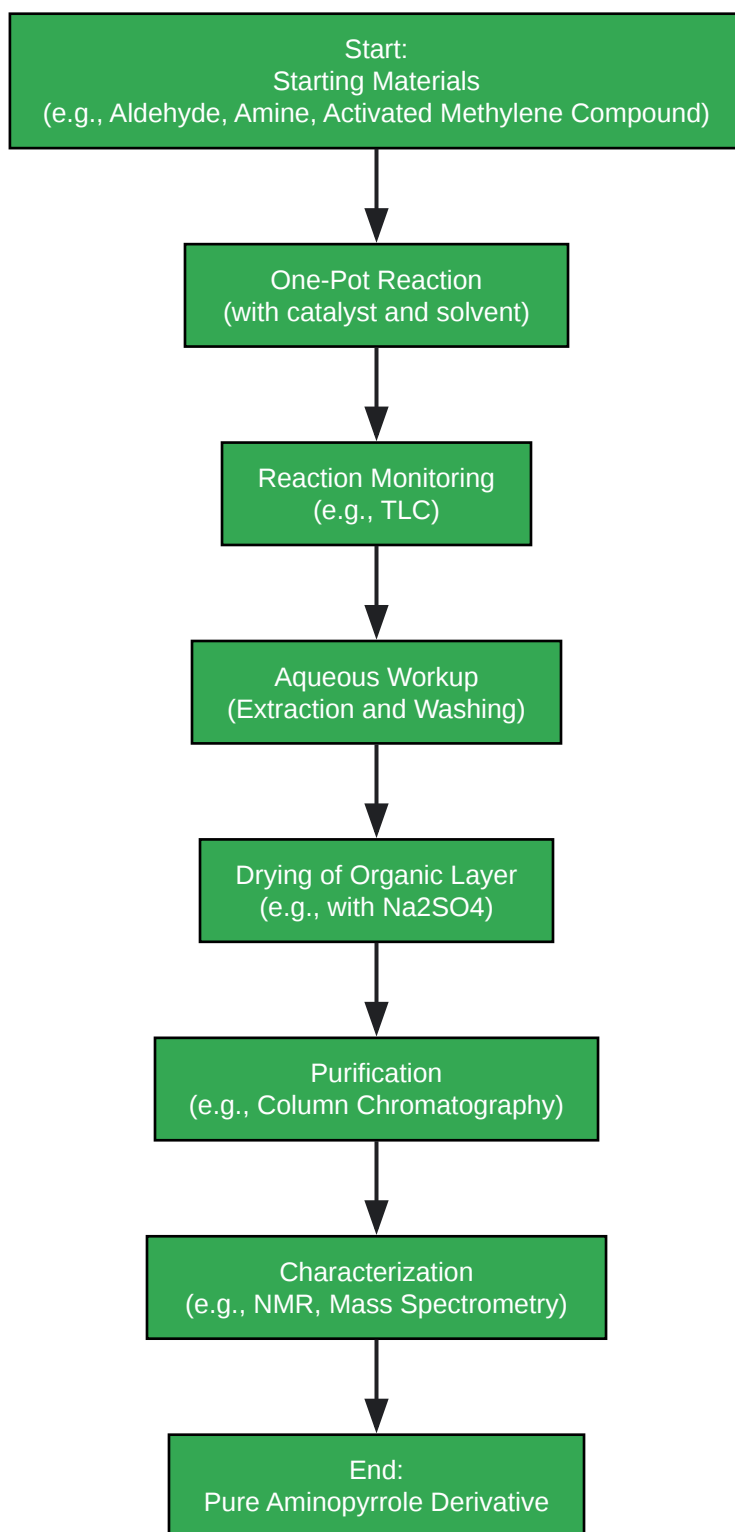 Start:
Starting Materials
(e.g., Aldehyde, Amine, Activated Methylene Compound)
One-Pot Reaction
(with catalyst and solvent)
Reaction Monitoring
(e.g., TLC)
Aqueous Workup
(Extraction and Washing)
Drying of Organic Layer
(e.g., with Na2SO4)
Purification
(e.g., Column Chromatography)
Characterization
(e.g., NMR, Mass Spectrometry)
End:
Pure Aminopyrrole Derivative